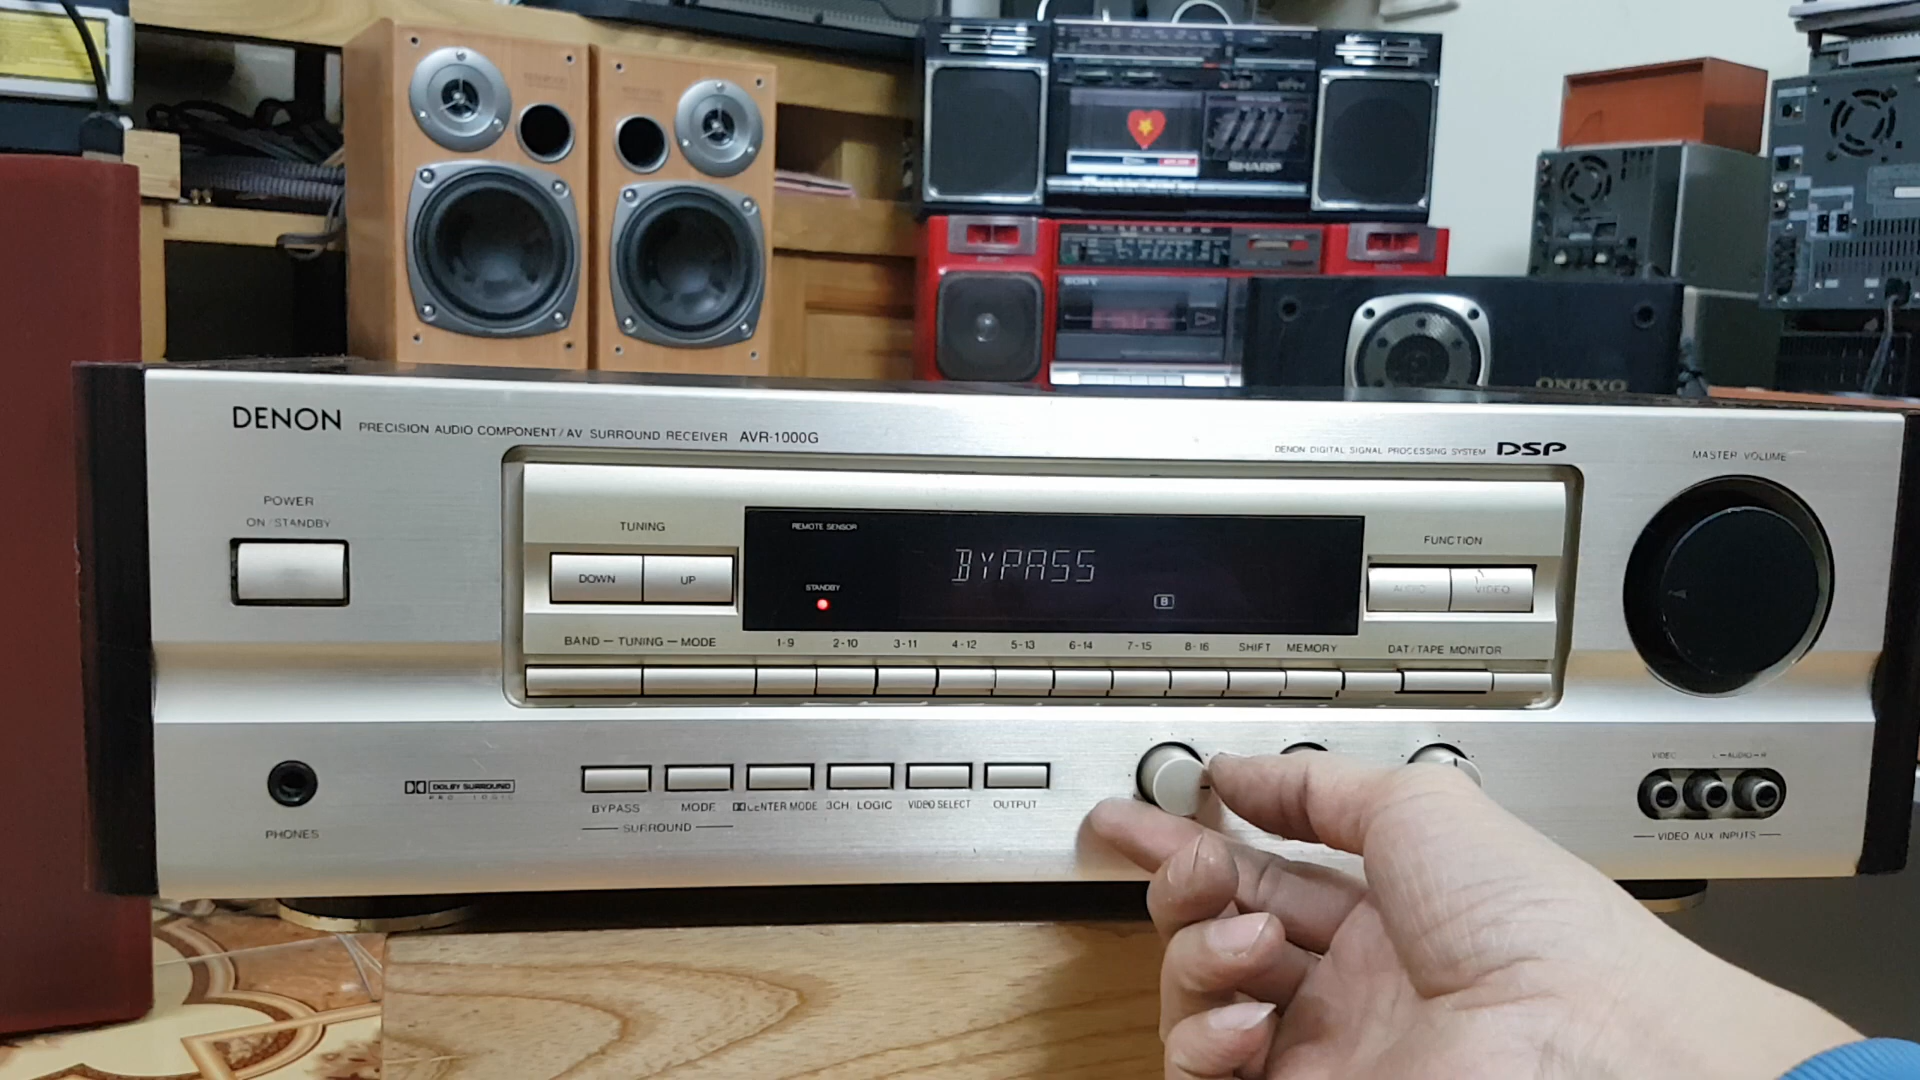 SHARP
SONY
ONKYO
DENON PRECISION AUDIO COMPONENT/AV SURROUND RECEIVER AVR-1000G
DENON DIGITAL SIGNAL PROCESSING SYSTEM DSP
MASTER VOLUME
POWER
ON/STANDBY
TUNING
DOWN UP
REMOTE SENSOR
BYPASS
STANDBY
B
FUNCTION
AUDIO VIDEO
BAND - TUNING - MODE
1-9 2-10 3-11 4-12 5-13 6-14 7-15 8-16 SHIFT MEMORY
DAT/TAPE MONITOR
PHONES
DOLBY SURROUND
PRO·LOGIC
BYPASS MODE CENTER MODE 3CH. LOGIC VIDEO SELECT OUTPUT
SURROUND
VIDEO L-AUDIO-R
VIDEO AUX INPUTS